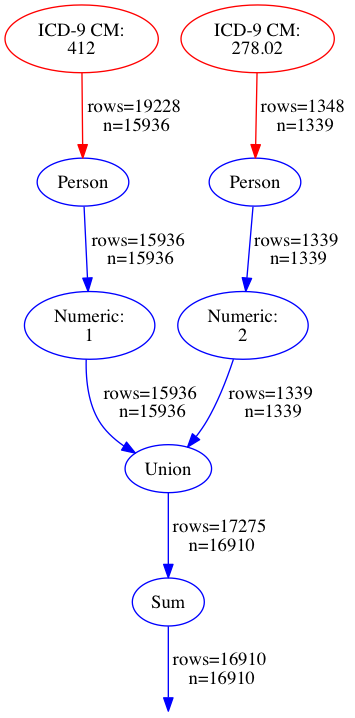 ICD-9 CM:
412
ICD-9 CM:
278.02
rows=19228
n=15936
rows=1348
n=1339
Person
Person
rows=15936
n=15936
rows=1339
n=1339
Numeric:
1
Numeric:
2
rows=15936
n=15936
rows=1339
n=1339
Union
rows=17275
n=16910
Sum
rows=16910
n=16910